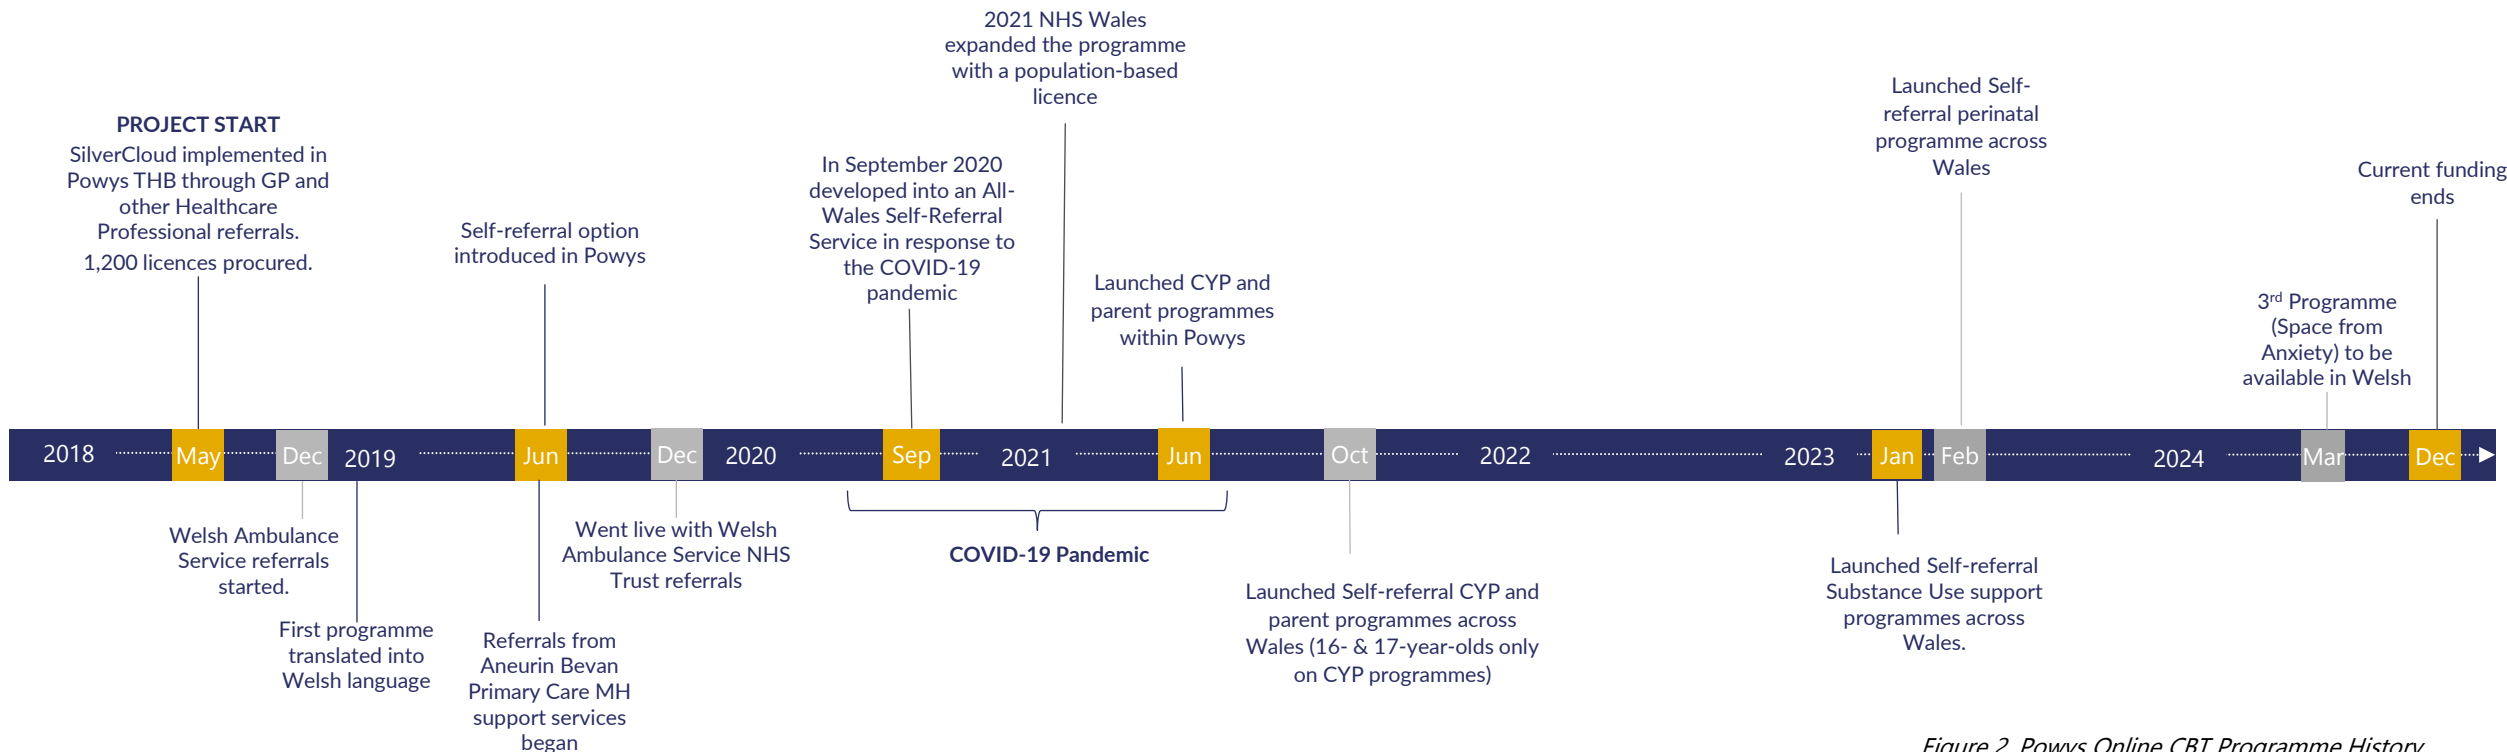 2021 NHS Wales
expanded the programme
with a population-based
licence
PROJECT START
SilverCloud implemented in
Powys THB through GP and
other Healthcare
Professional referrals.
1,200 licences procured.
Self-referral option
introduced in Powys
In September 2020
developed into an All-
Wales Self-Referral
Service in response to
the COVID-19
pandemic
Launched CYP and
parent programmes
within Powys
Launched Self-
referral perinatal
programme across
Wales
3rd Programme
(Space from
Anxiety) to be
available in Welsh
Current funding
ends
2018 May Dec 2019 Jun Dec 2020 Sep 2021 Jun Oct 2022 2023 Jan Feb 2024 Mar Dec
Welsh Ambulance
Service referrals
started.
First programme
translated into
Welsh language
Referrals from
Aneurin Bevan
Primary Care MH
support services
began
Went live with Welsh
Ambulance Service NHS
Trust referrals
COVID-19 Pandemic
Launched Self-referral CYP and
parent programmes across
Wales (16- & 17-year-olds only
on CYP programmes)
Launched Self-referral
Substance Use support
programmes across
Wales.
Figure 2. Powys Online CBT Programme History